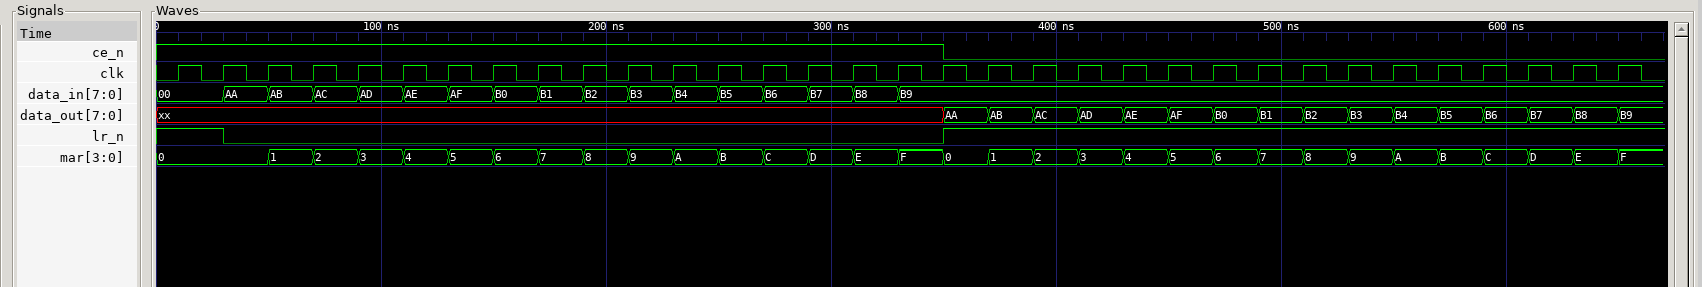 Signals
Waves
Time
0 100 ns 200 ns 300 ns 400 ns 500 ns 600 ns
ce_n
clk
data_in[7:0] 00 AA AB AC AD AE AF B0 B1 B2 B3 B4 B5 B6 B7 B8 B9
data_out[7:0] xx AA AB AC AD AE AF B0 B1 B2 B3 B4 B5 B6 B7 B8 B9
lr_n
mar[3:0] 0 1 2 3 4 5 6 7 8 9 A B C D E F 0 1 2 3 4 5 6 7 8 9 A B C D E F